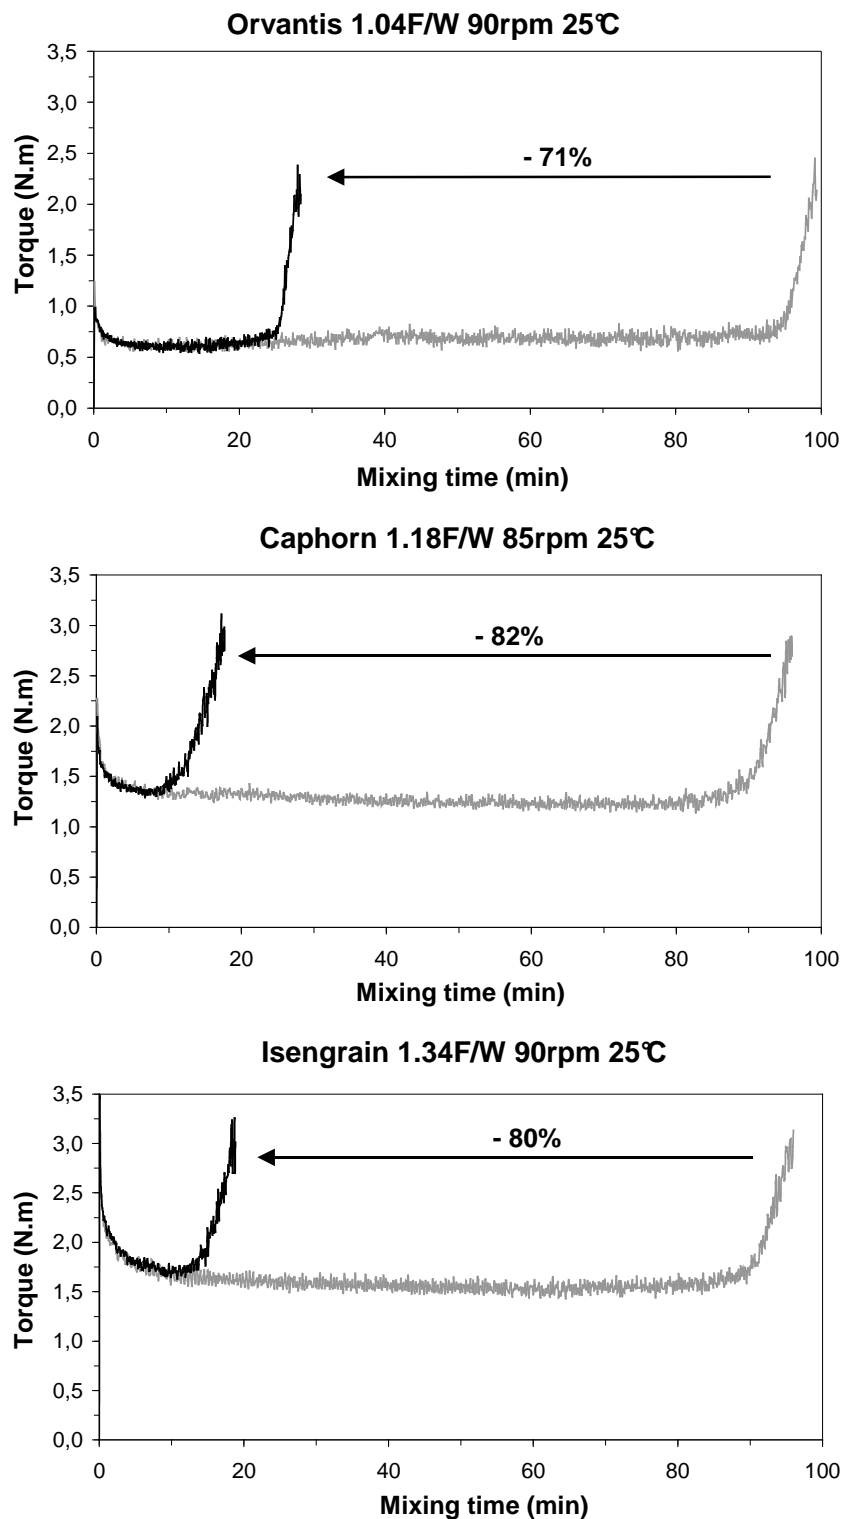 Orvantis 1.04F/W 90rpm 25°C
3,5
3,0
2,5
2,0
1,5
1,0
0,5
0,0
Torque (N.m)
- 71%
0 20 40 60 80 100
Mixing time (min)
Caphorn 1.18F/W 85rpm 25°C
3,5
3,0
2,5
2,0
1,5
1,0
0,5
0,0
Torque (N.m)
- 82%
0 20 40 60 80 100
Mixing time (min)
Isengrain 1.34F/W 90rpm 25°C
3,5
3,0
2,5
2,0
1,5
1,0
0,5
0,0
Torque (N.m)
- 80%
0 20 40 60 80 100
Mixing time (min)